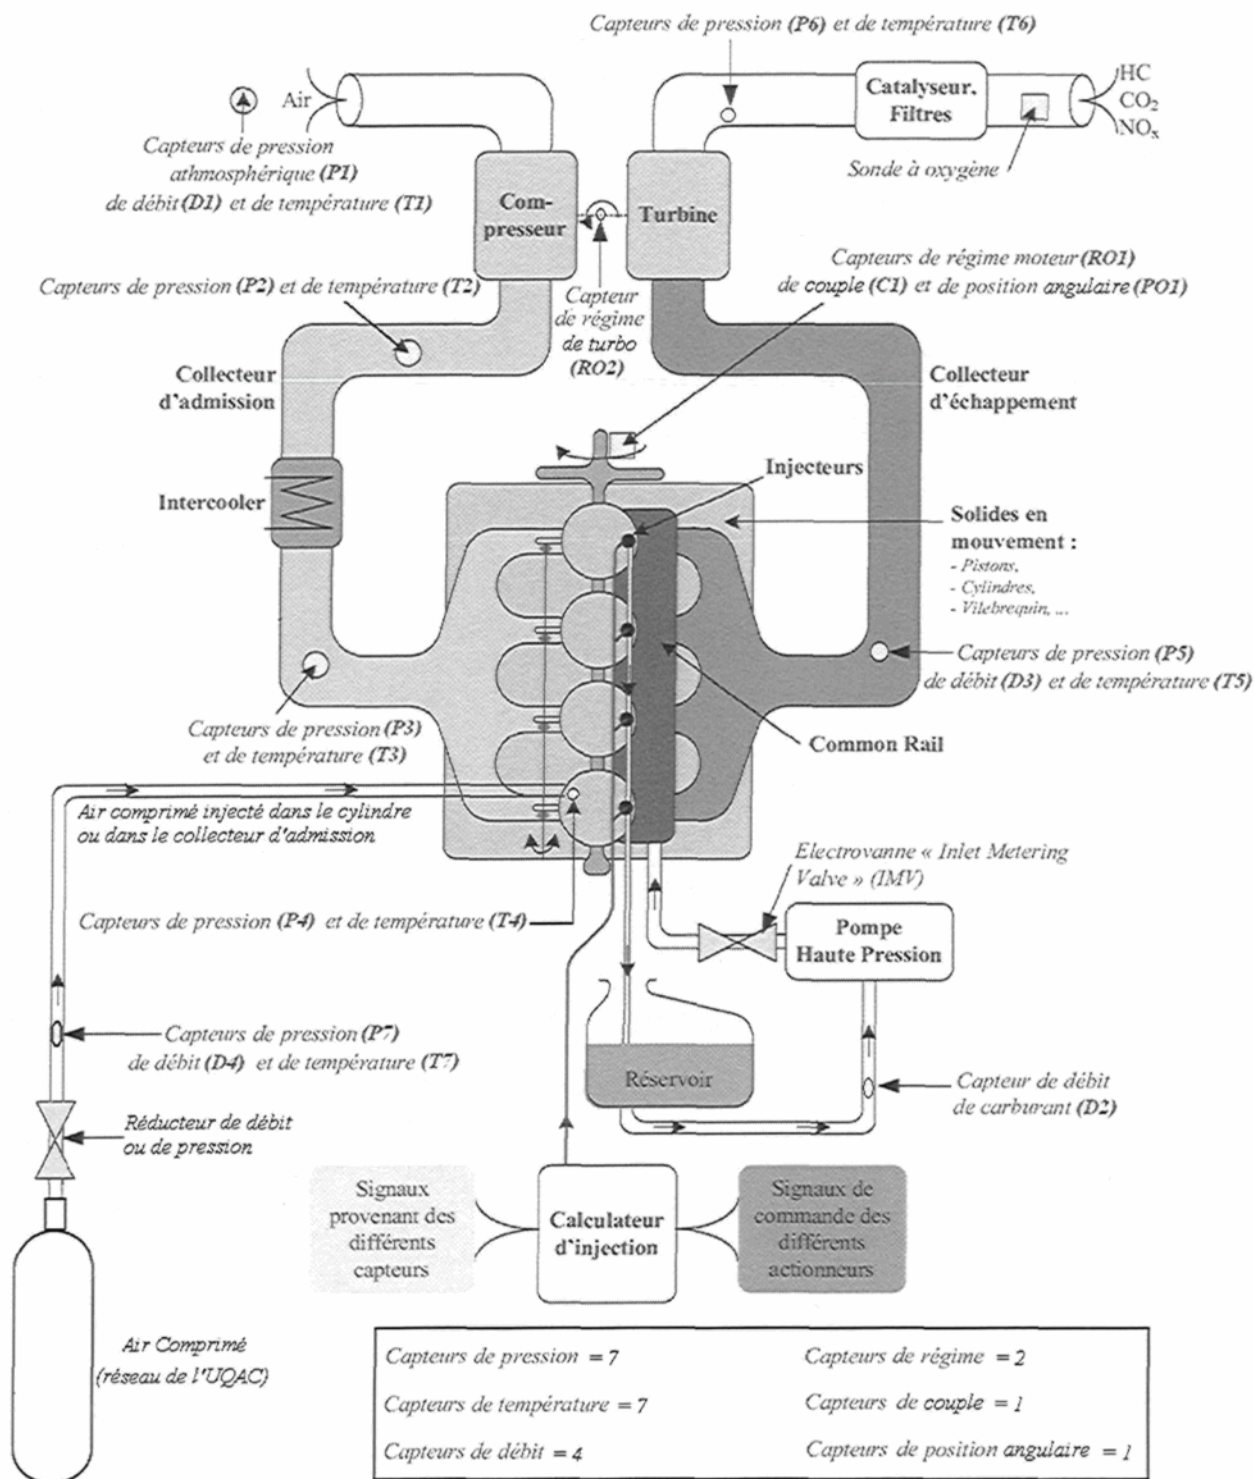 Capteurs de pression (P6) et de température (T6)
Air
Catalyseur.
Filtres
HC
CO₂
NOₓ
Capteurs de pression
athmosphérique (P1)
de débit (D1) et de température (T1)
Sonde à oxygène
Com-
presseur
Turbine
Capteurs de régime moteur (RO1)
de couple (C1) et de position angulaire (PO1)
Capteurs de pression (P2) et de température (T2)
Capteur
de régime
de turbo
(RO2)
Collecteur
d'admission
Collecteur
d'échappement
Injecteurs
Intercooler
Solides en
mouvement :
- Pistons,
- Cylindres,
- Vilebrequin, ...
Capteurs de pression (P5)
de débit (D3) et de température (T5)
Capteurs de pression (P3)
et de température (T3)
Common Rail
Air comprimé injecté dans le cylindre
ou dans le collecteur d'admission
Electrovanne « Inlet Metering
Valve » (IMV)
Capteurs de pression (P4) et de température (T4)
Pompe
Haute Pression
Capteurs de pression (P7)
de débit (D4) et de température (T7)
Réservoir
Capteur de débit
de carburant (D2)
Réducteur de débit
ou de pression
Signaux
provenant des
différents
capteurs
Calculateur
d'injection
Signaux de
commande des
différents
actionneurs
Air Comprimé
(réseau de l'UQAC)
Capteurs de pression = 7
Capteurs de régime = 2
Capteurs de température = 7
Capteurs de couple = 1
Capteurs de débit = 4
Capteurs de position angulaire = 1